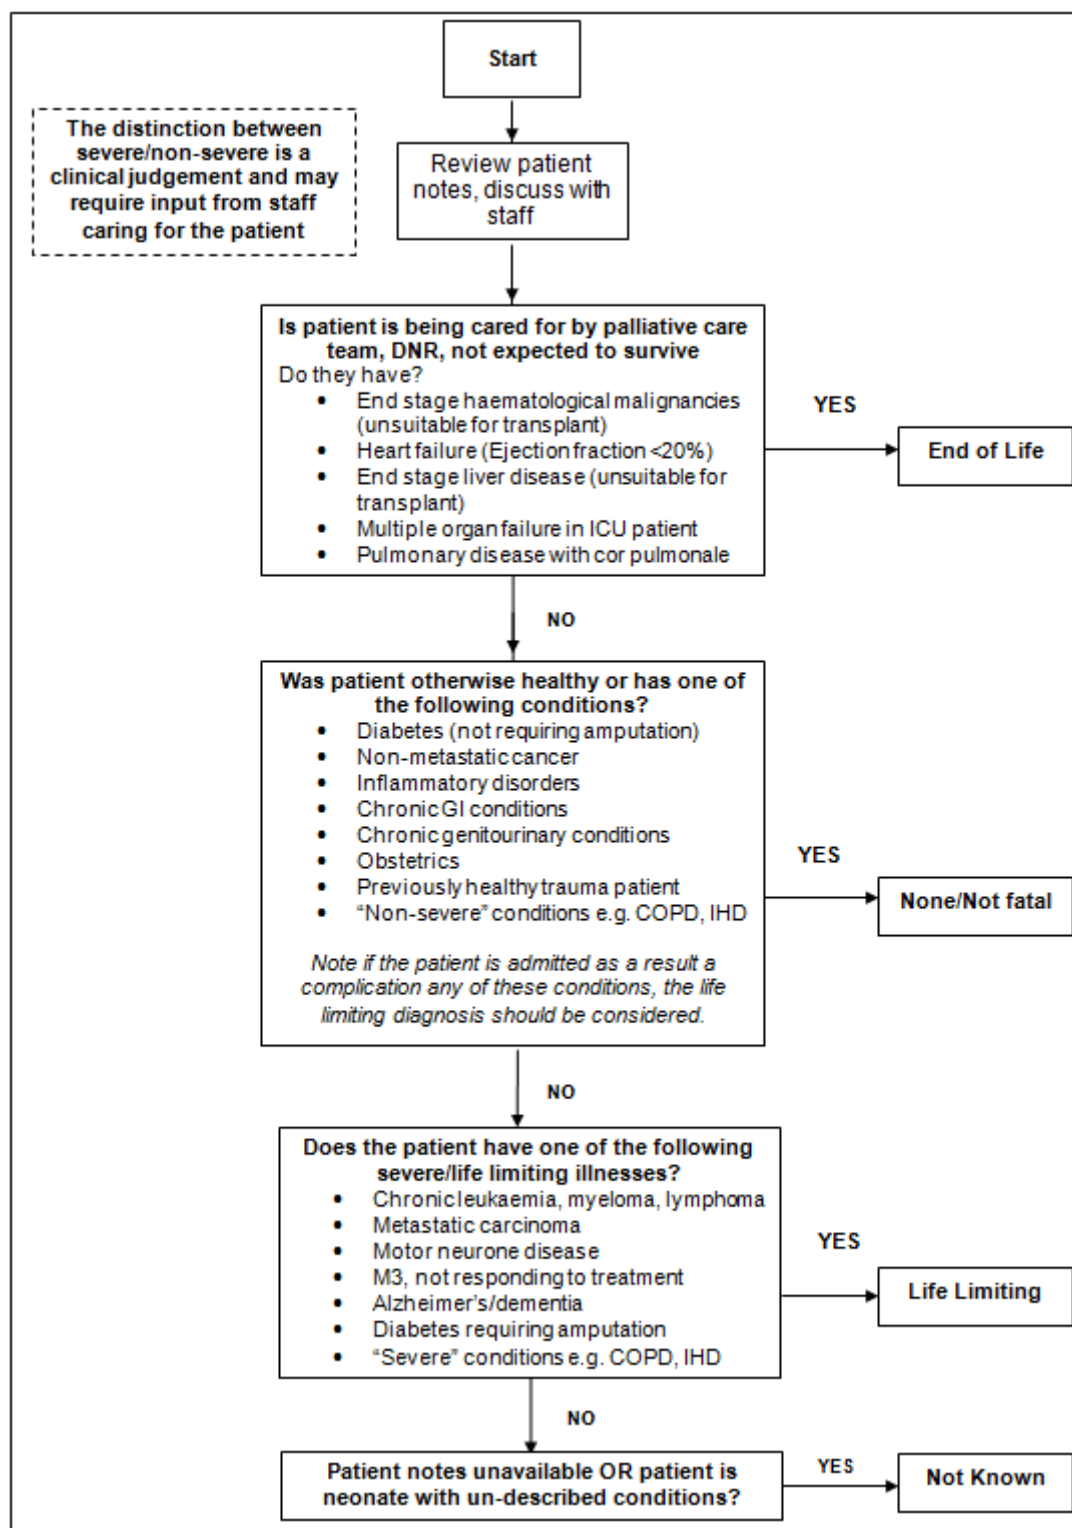 Start
The distinction between
severe/non-severe is a
clinical judgement and may
require input from staff
caring for the patient
Review patient
notes, discuss with
staff
Is patient is being cared for by palliative care
team, DNR, not expected to survive
Do they have?
• End stage haematological malignancies
(unsuitable for transplant)
• Heart failure (Ejection fraction <20%)
• End stage liver disease (unsuitable for
transplant)
• Multiple organ failure in ICU patient
• Pulmonary disease with cor pulmonale
YES
End of Life
NO
Was patient otherwise healthy or has one of
the following conditions?
• Diabetes (not requiring amputation)
• Non-metastatic cancer
• Inflammatory disorders
• Chronic GI conditions
• Chronic genitourinary conditions
• Obstetrics
• Previously healthy trauma patient
• “Non-severe” conditions e.g. COPD, IHD
Note if the patient is admitted as a result a
complication any of these conditions, the life
limiting diagnosis should be considered.
YES
None/Not fatal
NO
Does the patient have one of the following
severe/life limiting illnesses?
• Chronic leukaemia, myeloma, lymphoma
• Metastatic carcinoma
• Motor neurone disease
• M3, not responding to treatment
• Alzheimer’s/dementia
• Diabetes requiring amputation
• “Severe” conditions e.g. COPD, IHD
YES
Life Limiting
NO
Patient notes unavailable OR patient is
neonate with un-described conditions?
YES
Not Known